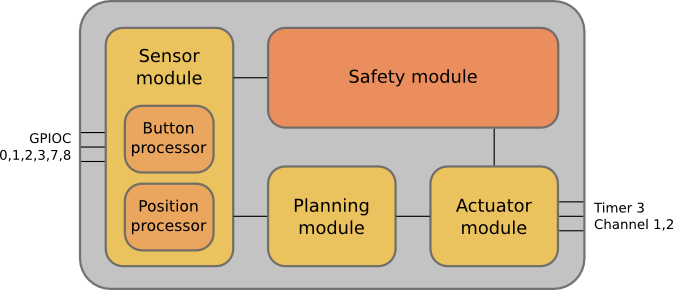 Sensor
module
Safety module
Button
processor
GPIOC
0,1,2,3,7,8
Position
processor
Planning
module
Actuator
module
Timer 3
Channel 1,2